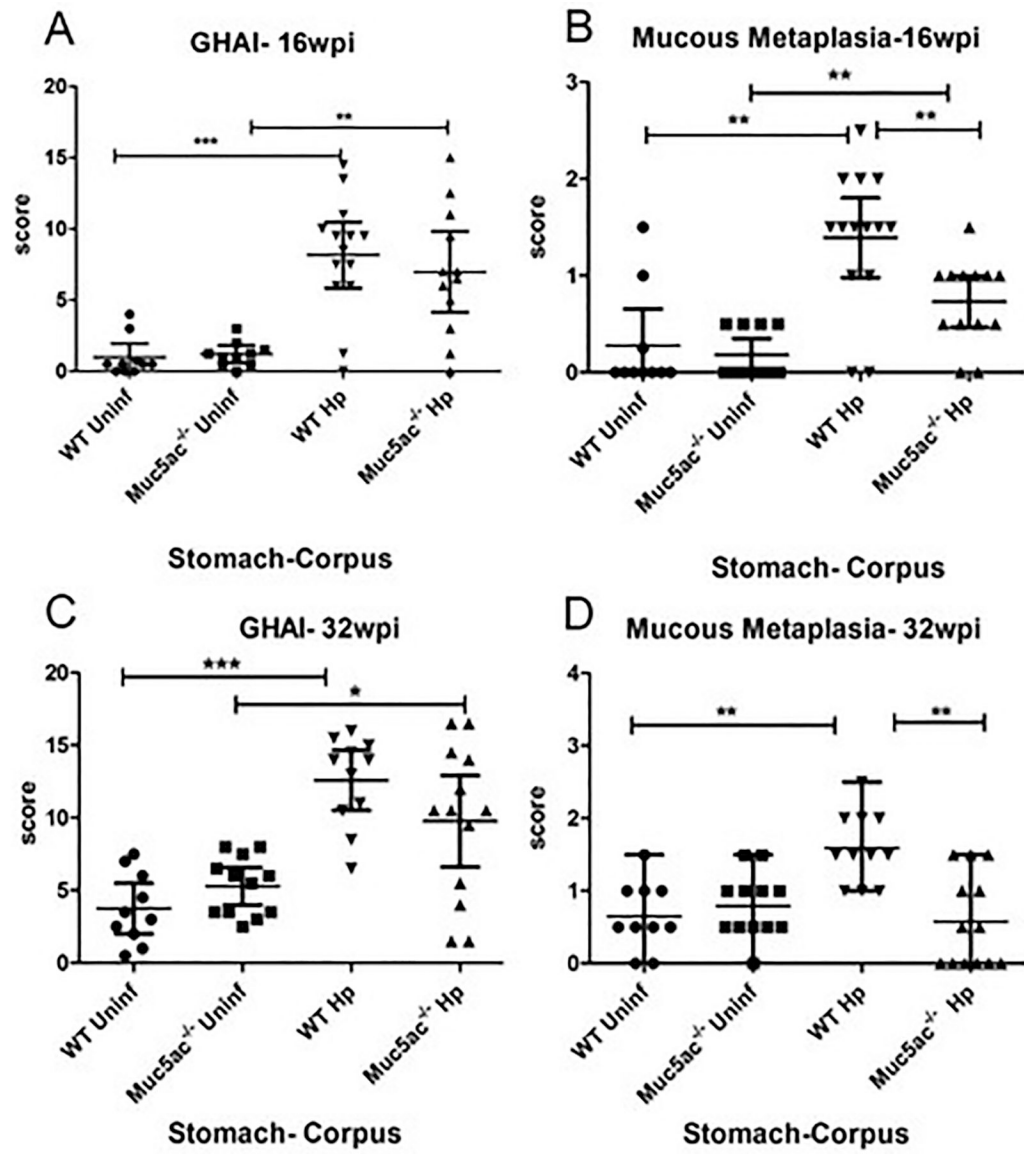 A
GHAI- 16wpi
20
15
10
5
0
score
***
**
WT Uninf
Muc5ac-/- Uninf
WT Hp
Muc5ac-/- Hp
Stomach-Corpus
B
Mucous Metaplasia-16wpi
3
2
1
0
score
**
**
**
WT Uninf
Muc5ac-/- Uninf
WT Hp
Muc5ac-/- Hp
Stomach- Corpus
C
GHAI- 32wpi
20
15
10
5
0
score
***
*
WT Uninf
Muc5ac-/- Uninf
WT Hp
Muc5ac-/- Hp
Stomach- Corpus
D
Mucous Metaplasia- 32wpi
4
3
2
1
0
score
**
**
WT Uninf
Muc5ac-/- Uninf
WT Hp
Muc5ac-/- Hp
Stomach-Corpus